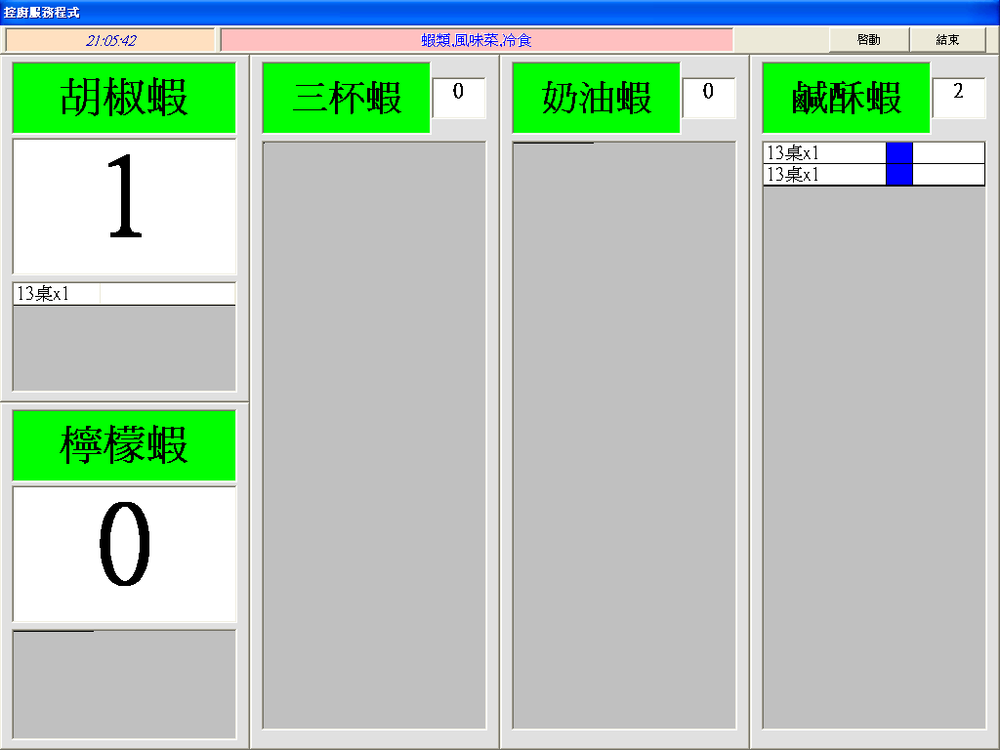 控廚服務程式
21:05:42
蝦類,風味菜,冷食
啓動
結束
胡椒蝦
1
13桌x1
檸檬蝦
0
三杯蝦
0
奶油蝦
0
鹹酥蝦
2
13桌x1
13桌x1